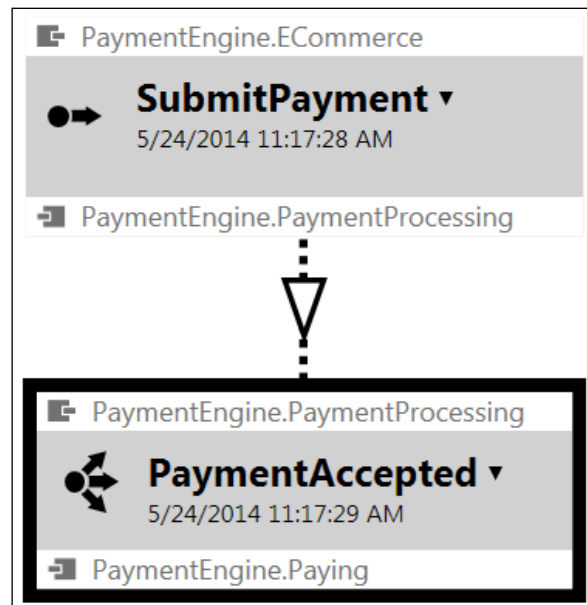 PaymentEngine.ECommerce
SubmitPayment
5/24/2014 11:17:28 AM
PaymentEngine.PaymentProcessing
PaymentEngine.PaymentProcessing
PaymentAccepted
5/24/2014 11:17:29 AM
PaymentEngine.Paying